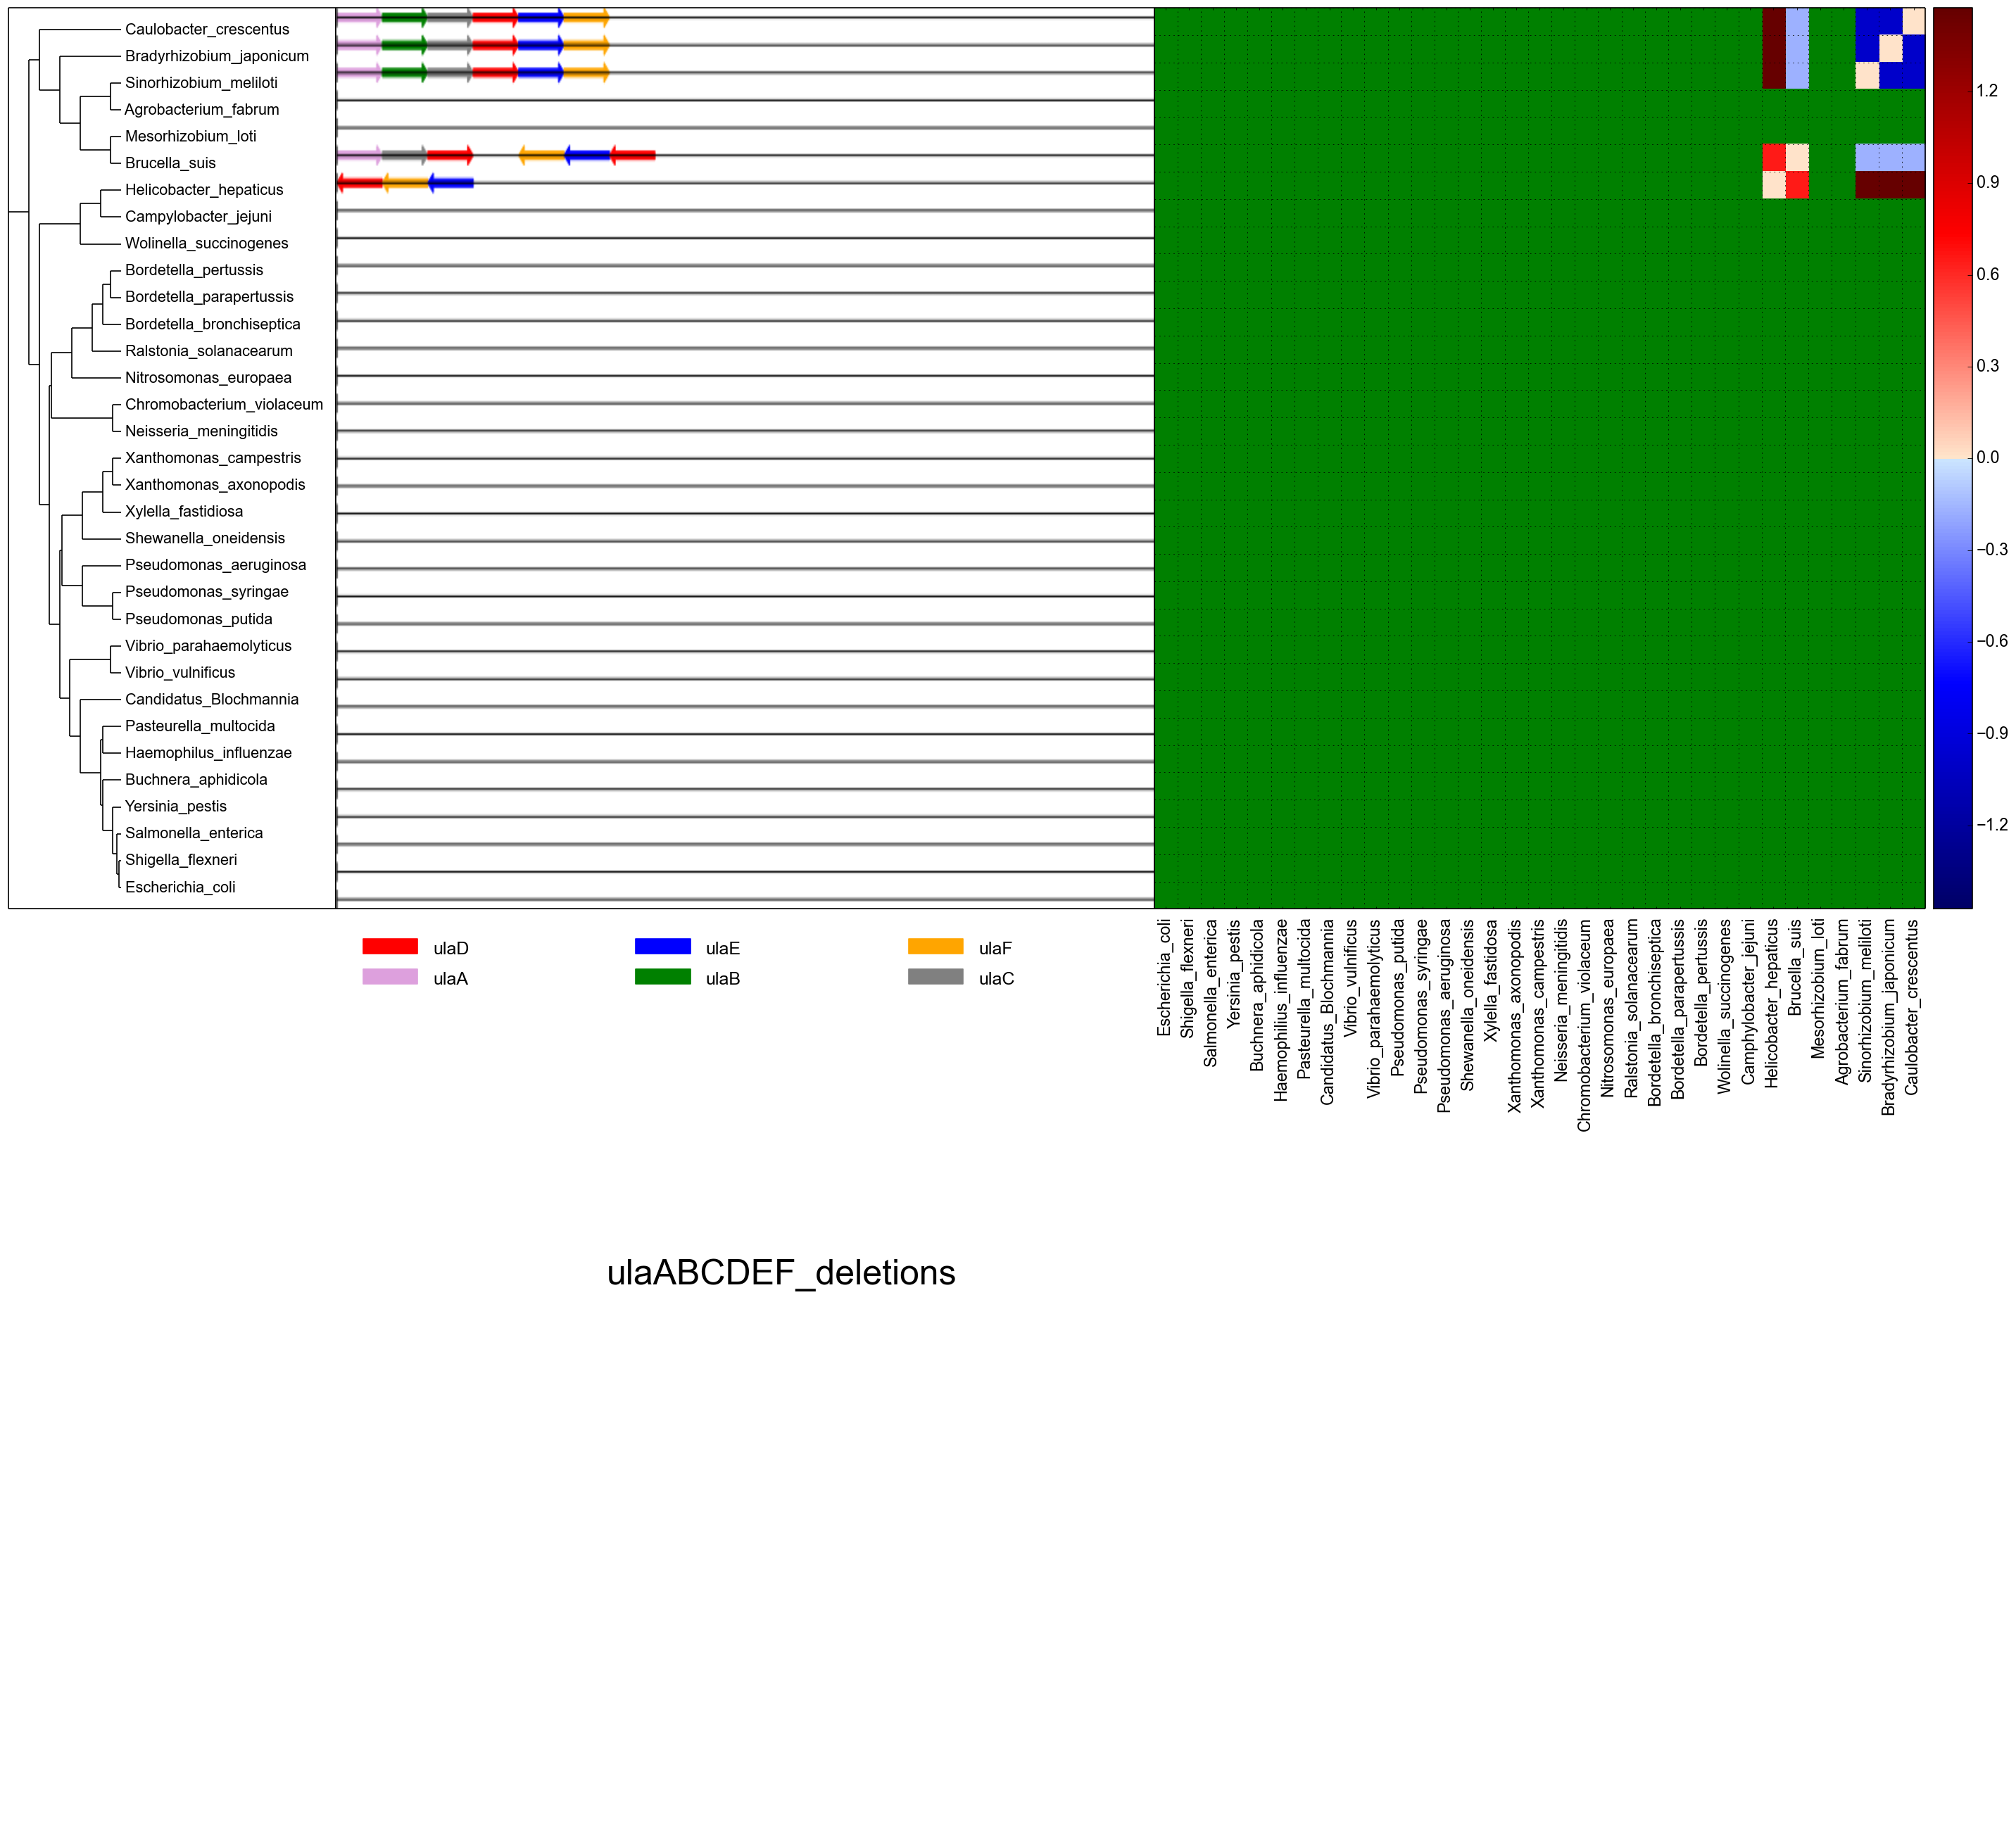 Caulobacter_crescentus
Bradyrhizobium_japonicum
Sinorhizobium_meliloti
Agrobacterium_fabrum
Mesorhizobium_loti
Brucella_suis
Helicobacter_hepaticus
Campylobacter_jejuni
Wolinella_succinogenes
Bordetella_pertussis
Bordetella_parapertussis
Bordetella_bronchiseptica
Ralstonia_solanacearum
Nitrosomonas_europaea
Chromobacterium_violaceum
Neisseria_meningitidis
Xanthomonas_campestris
Xanthomonas_axonopodis
Xylella_fastidiosa
Shewanella_oneidensis
Pseudomonas_aeruginosa
Pseudomonas_syringae
Pseudomonas_putida
Vibrio_parahaemolyticus
Vibrio_vulnificus
Candidatus_Blochmannia
Pasteurella_multocida
Haemophilus_influenzae
Buchnera_aphidicola
Yersinia_pestis
Salmonella_enterica
Shigella_flexneri
Escherichia_coli
1.2
0.9
0.6
0.3
0.0
−0.3
−0.6
−0.9
−1.2
ulaD
ulaE
ulaF
ulaA
ulaB
ulaC
Escherichia_coli
Shigella_flexneri
Salmonella_enterica
Yersinia_pestis
Buchnera_aphidicola
Haemophilius_influenzae
Pasteurella_multocida
Candidatus_Blochmannia
Vibrio_vulnificus
Vibrio_parahaemolyticus
Pseudomonas_putida
Pseudomonas_syringae
Pseudomonas_aeruginosa
Shewanella_oneidensis
Xylella_fastidiosa
Xanthomonas_axonopodis
Xanthomonas_campestris
Neisseria_meningitidis
Chromobacterium_violaceum
Nitrosomonas_europaea
Ralstonia_solanacearum
Bordetella_bronchiseptica
Bordetella_parapertussis
Bordetella_pertussis
Wolinella_succinogenes
Camphylobacter_jejuni
Helicobacter_hepaticus
Brucella_suis
Mesorhizobium_loti
Agrobacterium_fabrum
Sinorhizobium_meliloti
Bradyrhizobium_japonicum
Caulobacter_crescentus
ulaABCDEF_deletions